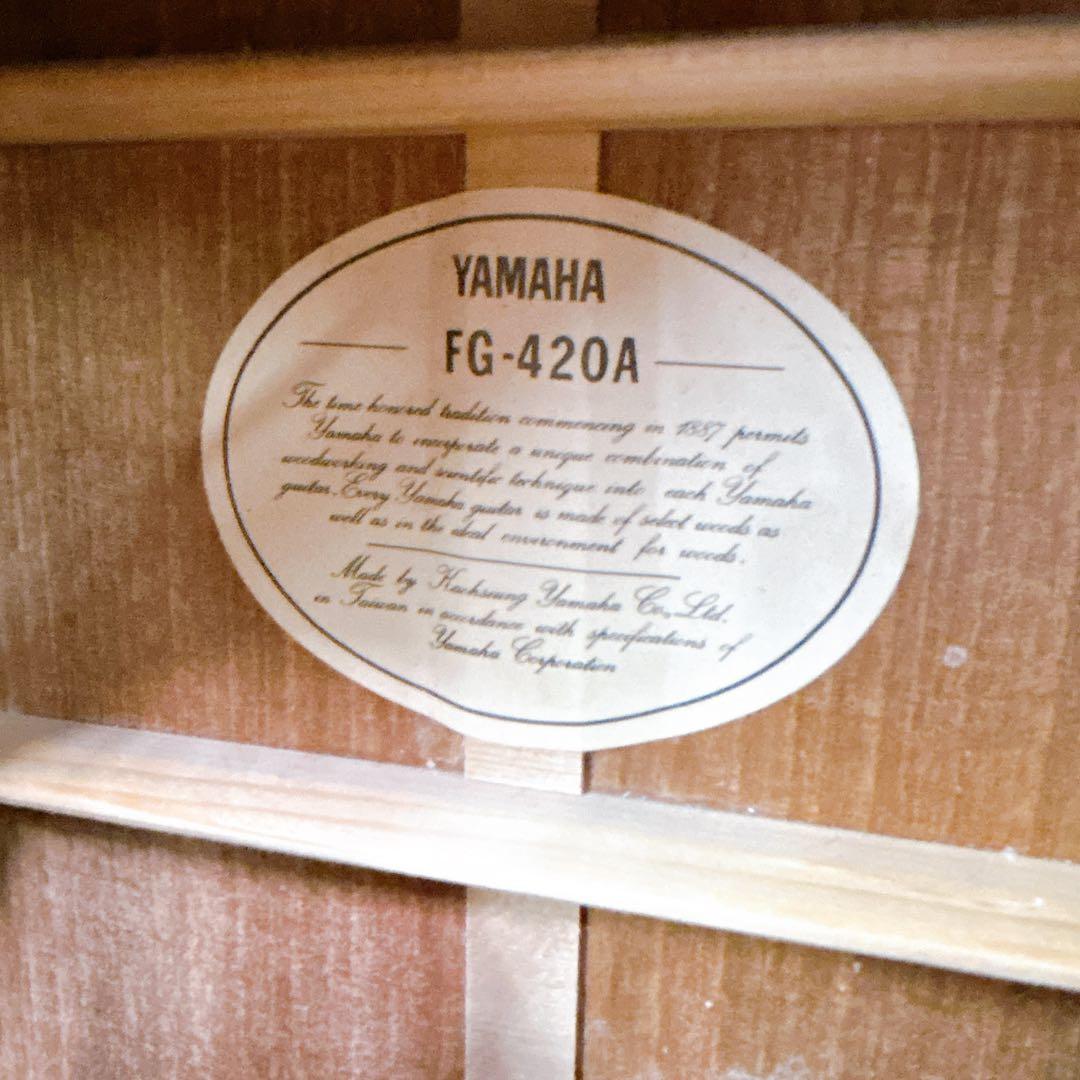 YAMAHA
FG-420A
The time honored tradition commencing in 1887 permits
Yamaha to incorporate a unique combination of
woodworking and scientific technique into each Yamaha
guitar. Every Yamaha guitar is made of select woods as
well as in the ideal environment for woods.
Made by Kaohsiung Yamaha Co., Ltd.
in Taiwan in accordance with specifications of
Yamaha Corporation